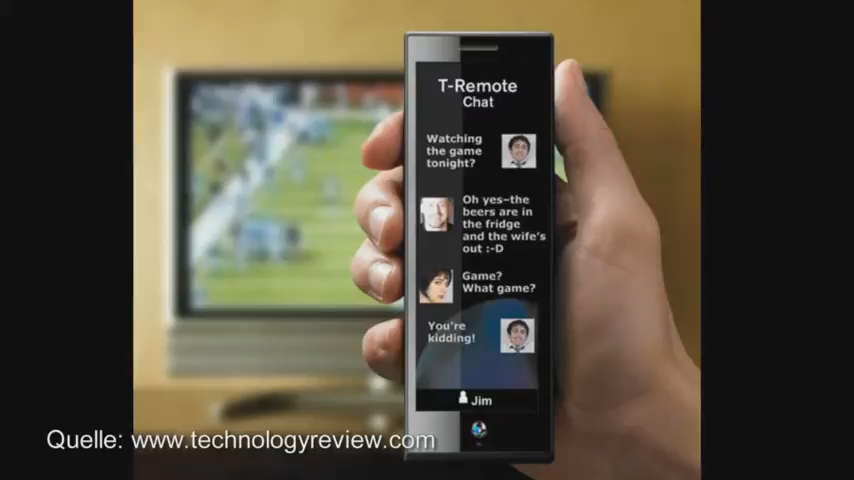 T-Remote
Chat
Watching
the game
tonight?
Oh yes–the
beers are in
the fridge
and the wife's
out :-D
Game?
What game?
You're
kidding!
Jim
Quelle: www.technologyreview.com